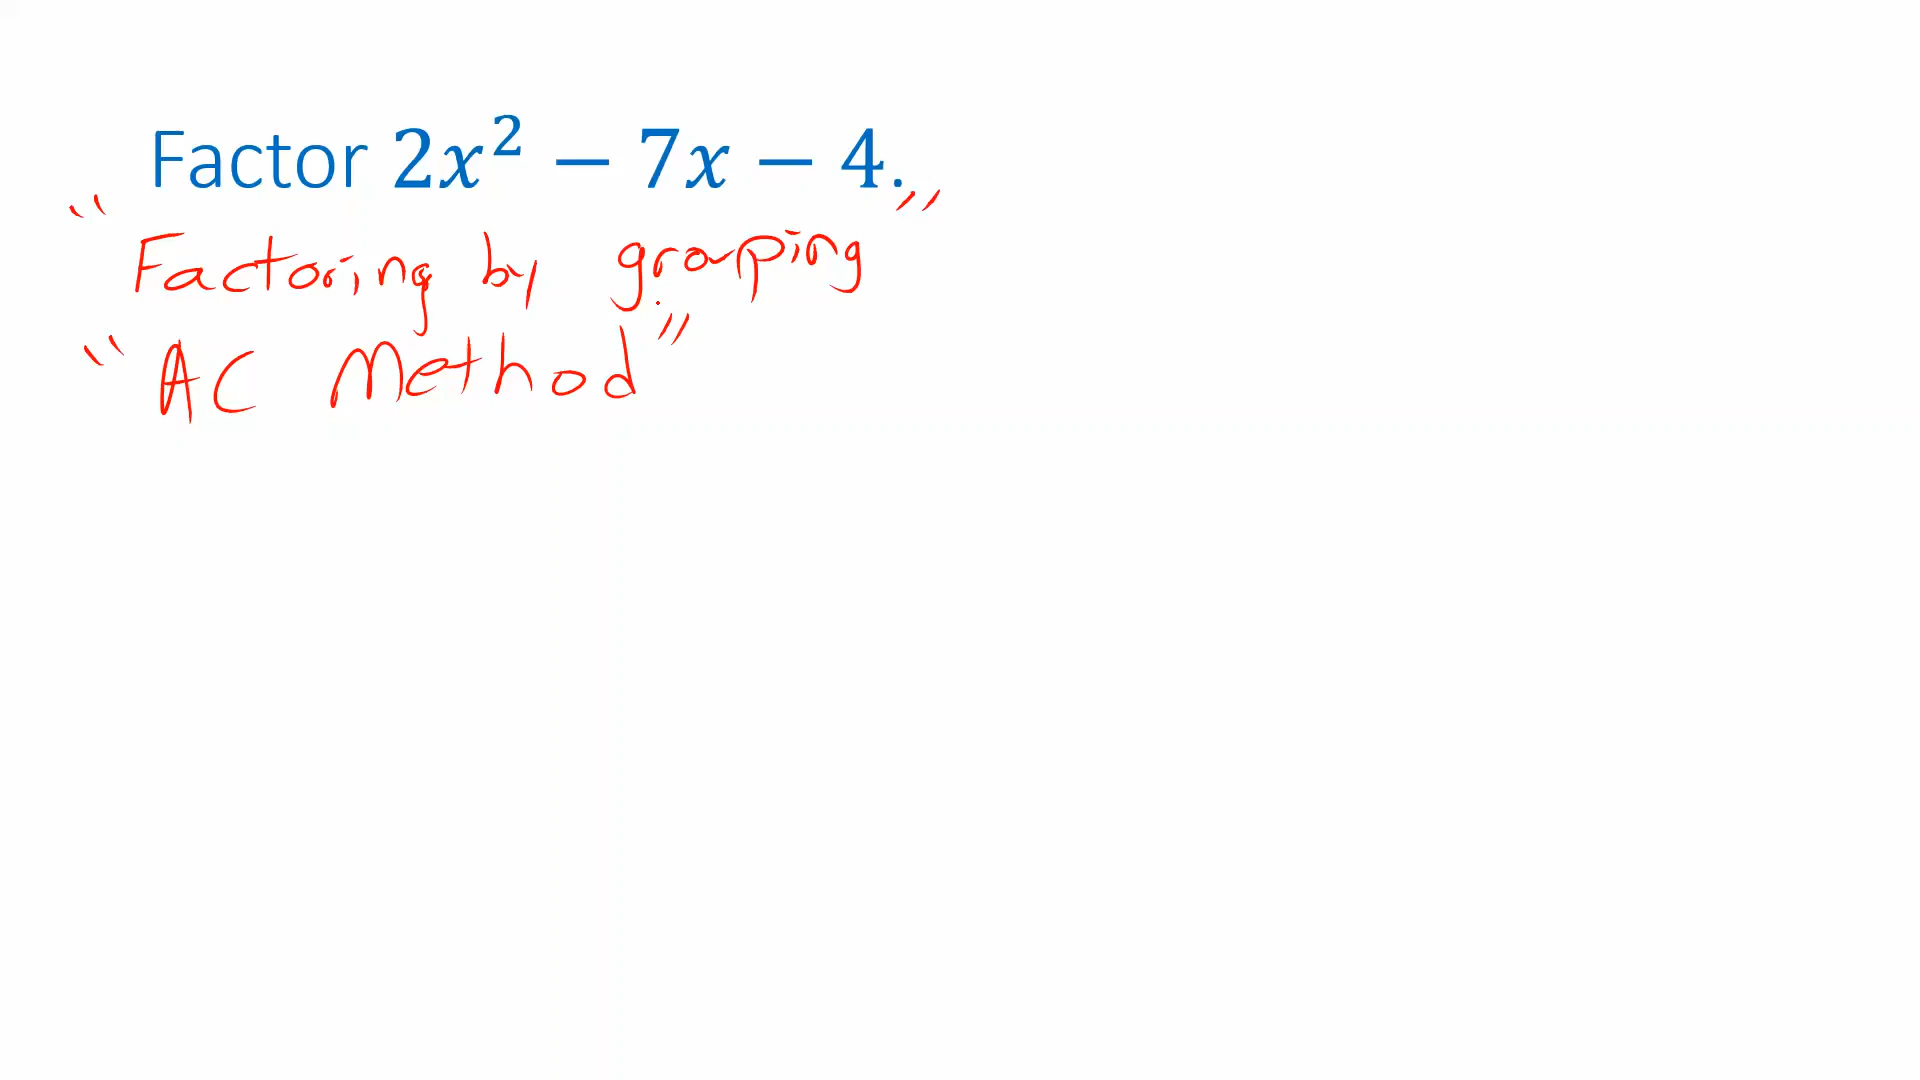 Factor 2x² − 7x − 4.
"Factoring by grouping"
"AC Method"